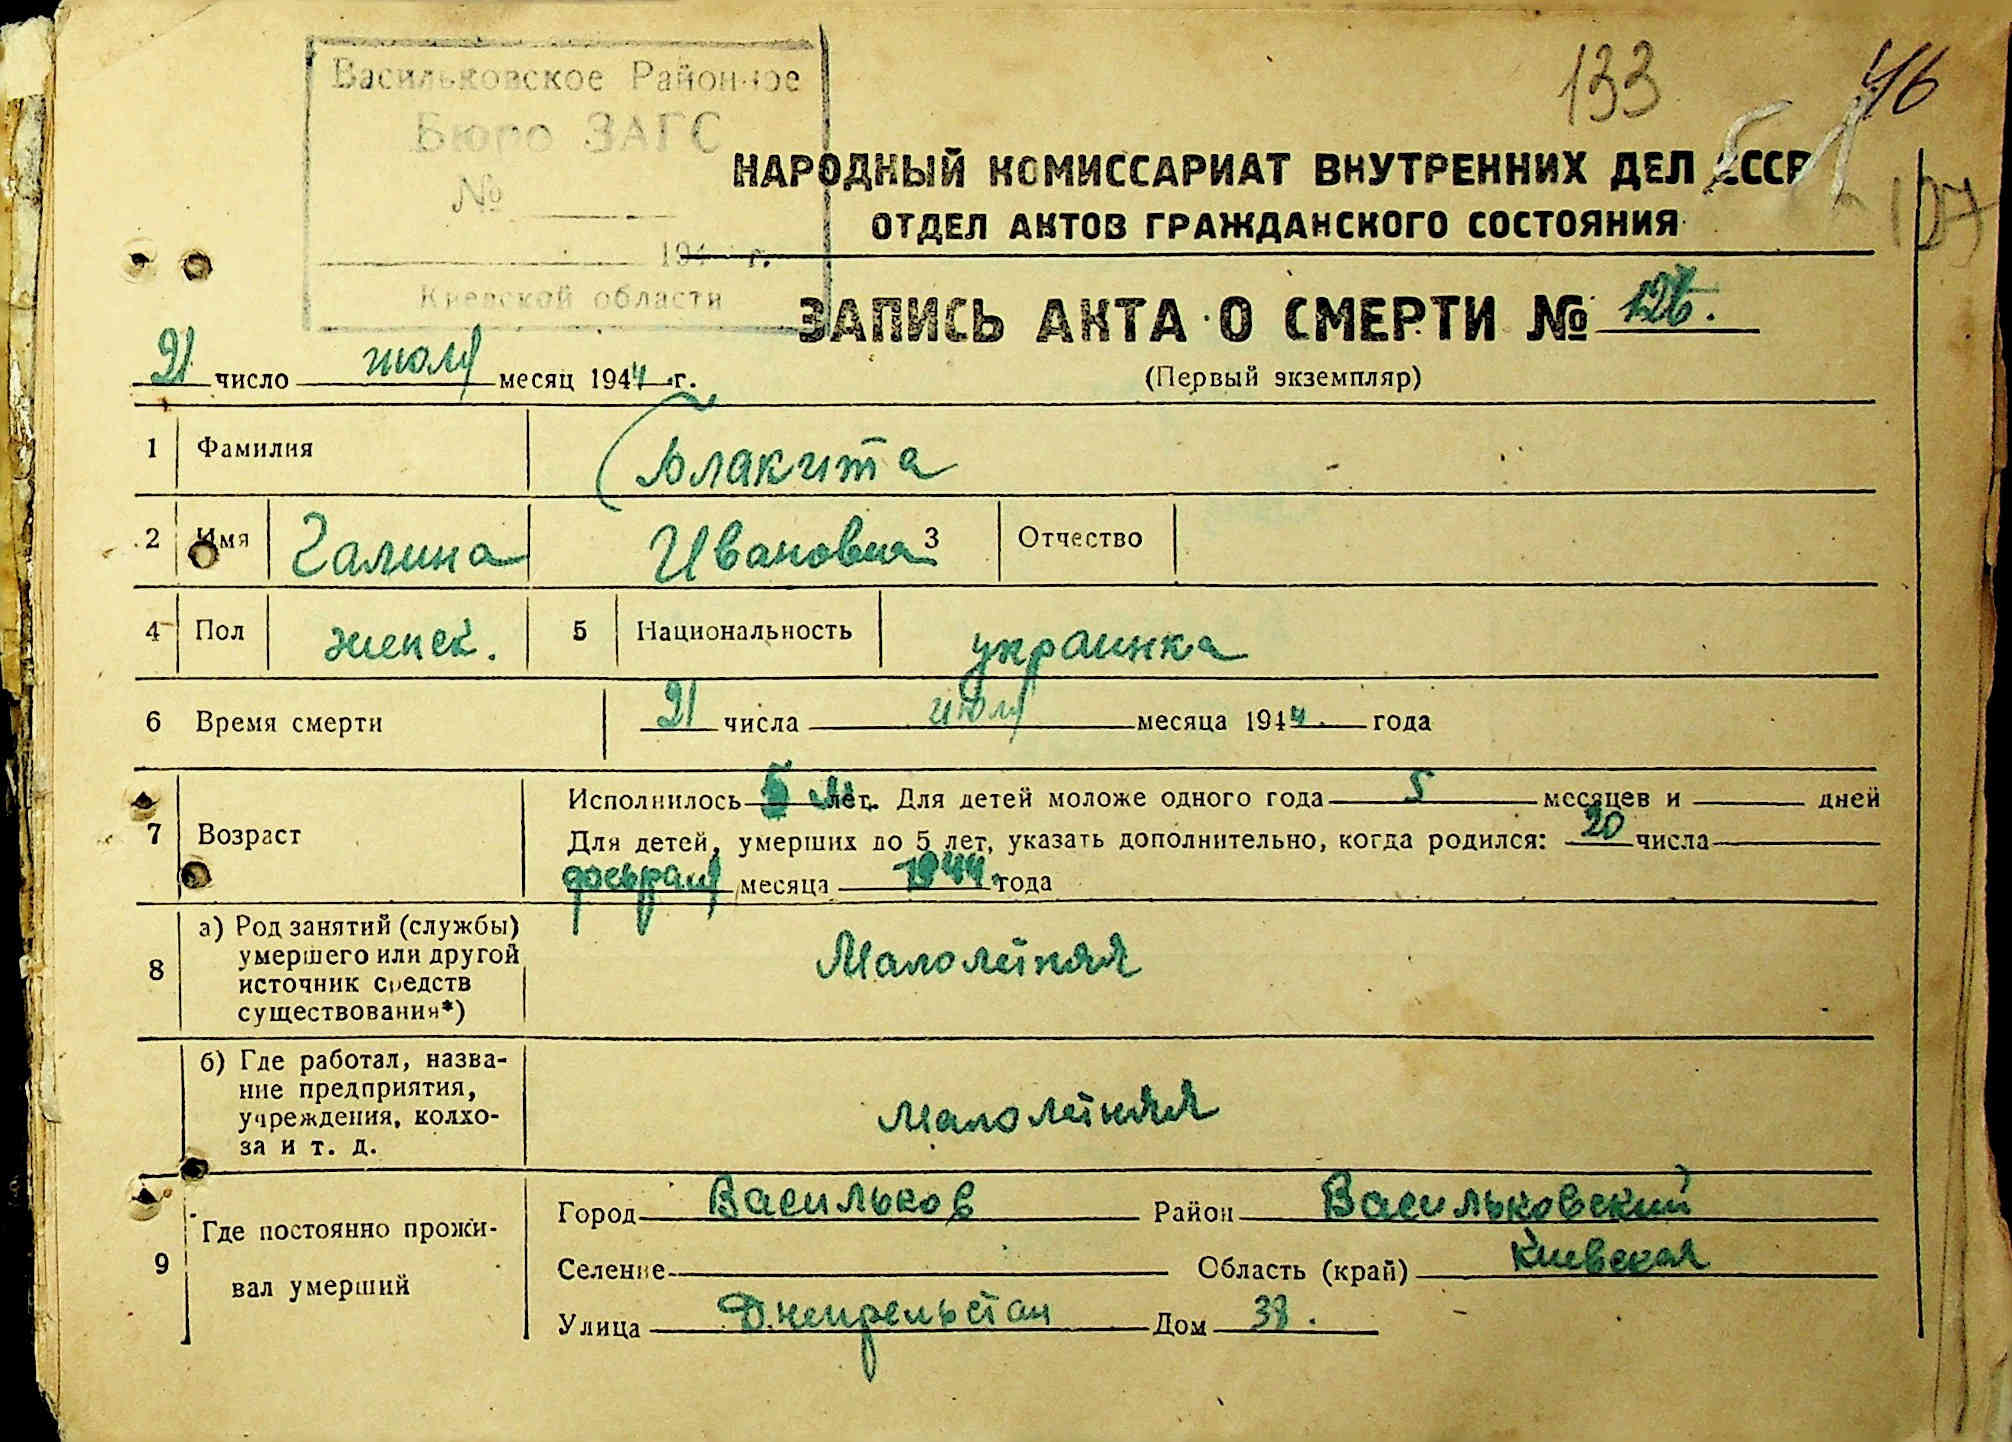 133 46
Васильковское Районное
Бюро ЗАГС
№
194 г.
Киевской области
107
НАРОДНЫЙ КОМИССАРИАТ ВНУТРЕННИХ ДЕЛ СССР
ОТДЕЛ АКТОВ ГРАЖДАНСКОГО СОСТОЯНИЯ
ЗАПИСЬ АКТА О СМЕРТИ № 126.
21 число июля месяц 1944 г.
(Первый экземпляр)
1 Фамилия Блакита
2 Имя Галина Ивановна 3 Отчество
4 Пол женск. 5 Национальность украинка
6 Время смерти 21 числа июля месяца 1944. года
7 Возраст
Исполнилось 5 лет. Для детей моложе одного года 5 месяцев и дней
Для детей, умерших до 5 лет, указать дополнительно, когда родился: 20 числа
февраля месяца 1944 года
8 а) Род занятий (службы)
умершего или другой
источник средств
существования*)
Малолетняя
б) Где работал, назва-
ние предприятия,
учреждения, колхо-
за и т. д.
Малолетняя
9 Где постоянно прожи-
вал умерший
Город Васильков Район Васильковский
Селение Область (край) Киевская
Улица Дом 38.